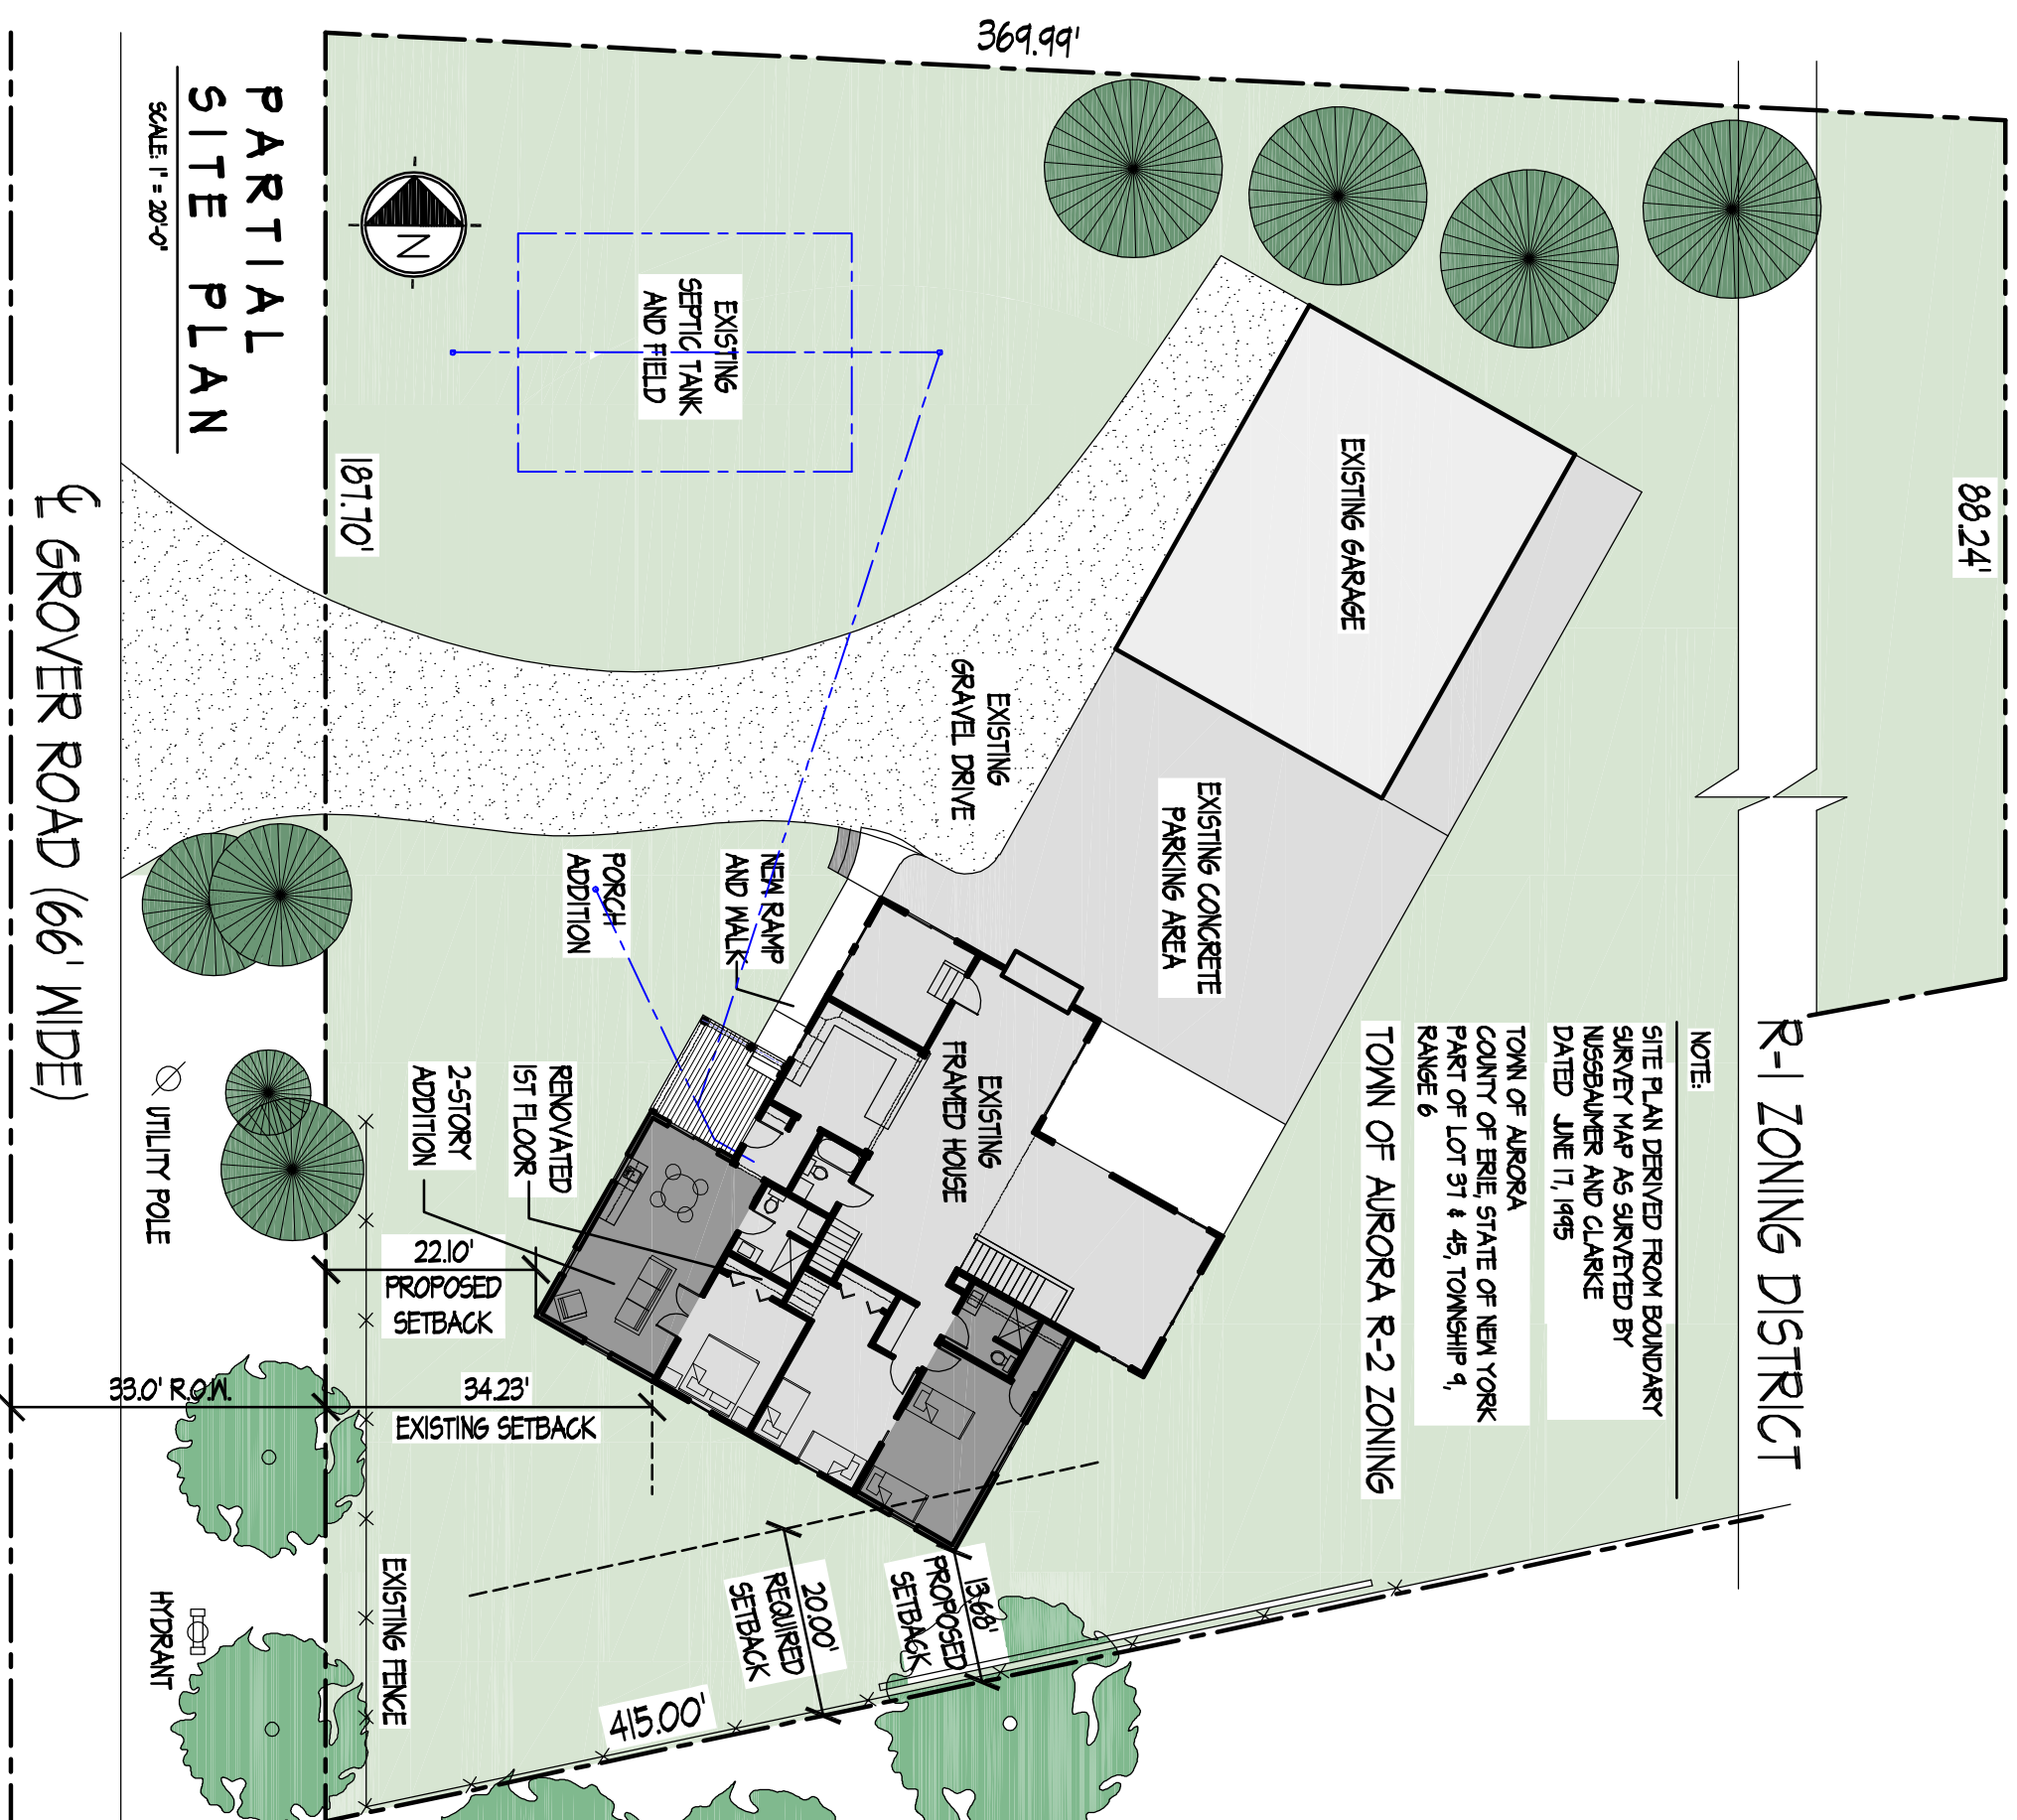 369.99'
88.24'
187.70'
415.00'
PARTIAL
SITE PLAN
SCALE: 1" = 20'-0"
N
EXISTING
SEPTIC TANK
AND FIELD
EXISTING GARAGE
EXISTING
GRAVEL DRIVE
EXISTING CONCRETE
PARKING AREA
℄ GROVER ROAD (66' WIDE)
NEW RAMP
AND WALK
PORCH
ADDITION
EXISTING
FRAMED HOUSE
RENOVATED
1ST FLOOR
2-STORY
ADDITION
UTILITY POLE
22.10'
PROPOSED
SETBACK
33.0' R.O.W.
34.23'
EXISTING SETBACK
EXISTING FENCE
HYDRANT
20.00'
REQUIRED
SETBACK
13.68'
PROPOSED
SETBACK
R-1 ZONING DISTRICT
NOTE:
SITE PLAN DERIVED FROM BOUNDARY
SURVEY MAP AS SURVEYED BY
NUSSBAUMER AND CLARKE
DATED JUNE 17, 1995
TOWN OF AURORA
COUNTY OF ERIE, STATE OF NEW YORK
PART OF LOT 37 & 45, TOWNSHIP 9,
RANGE 6
TOWN OF AURORA R-2 ZONING